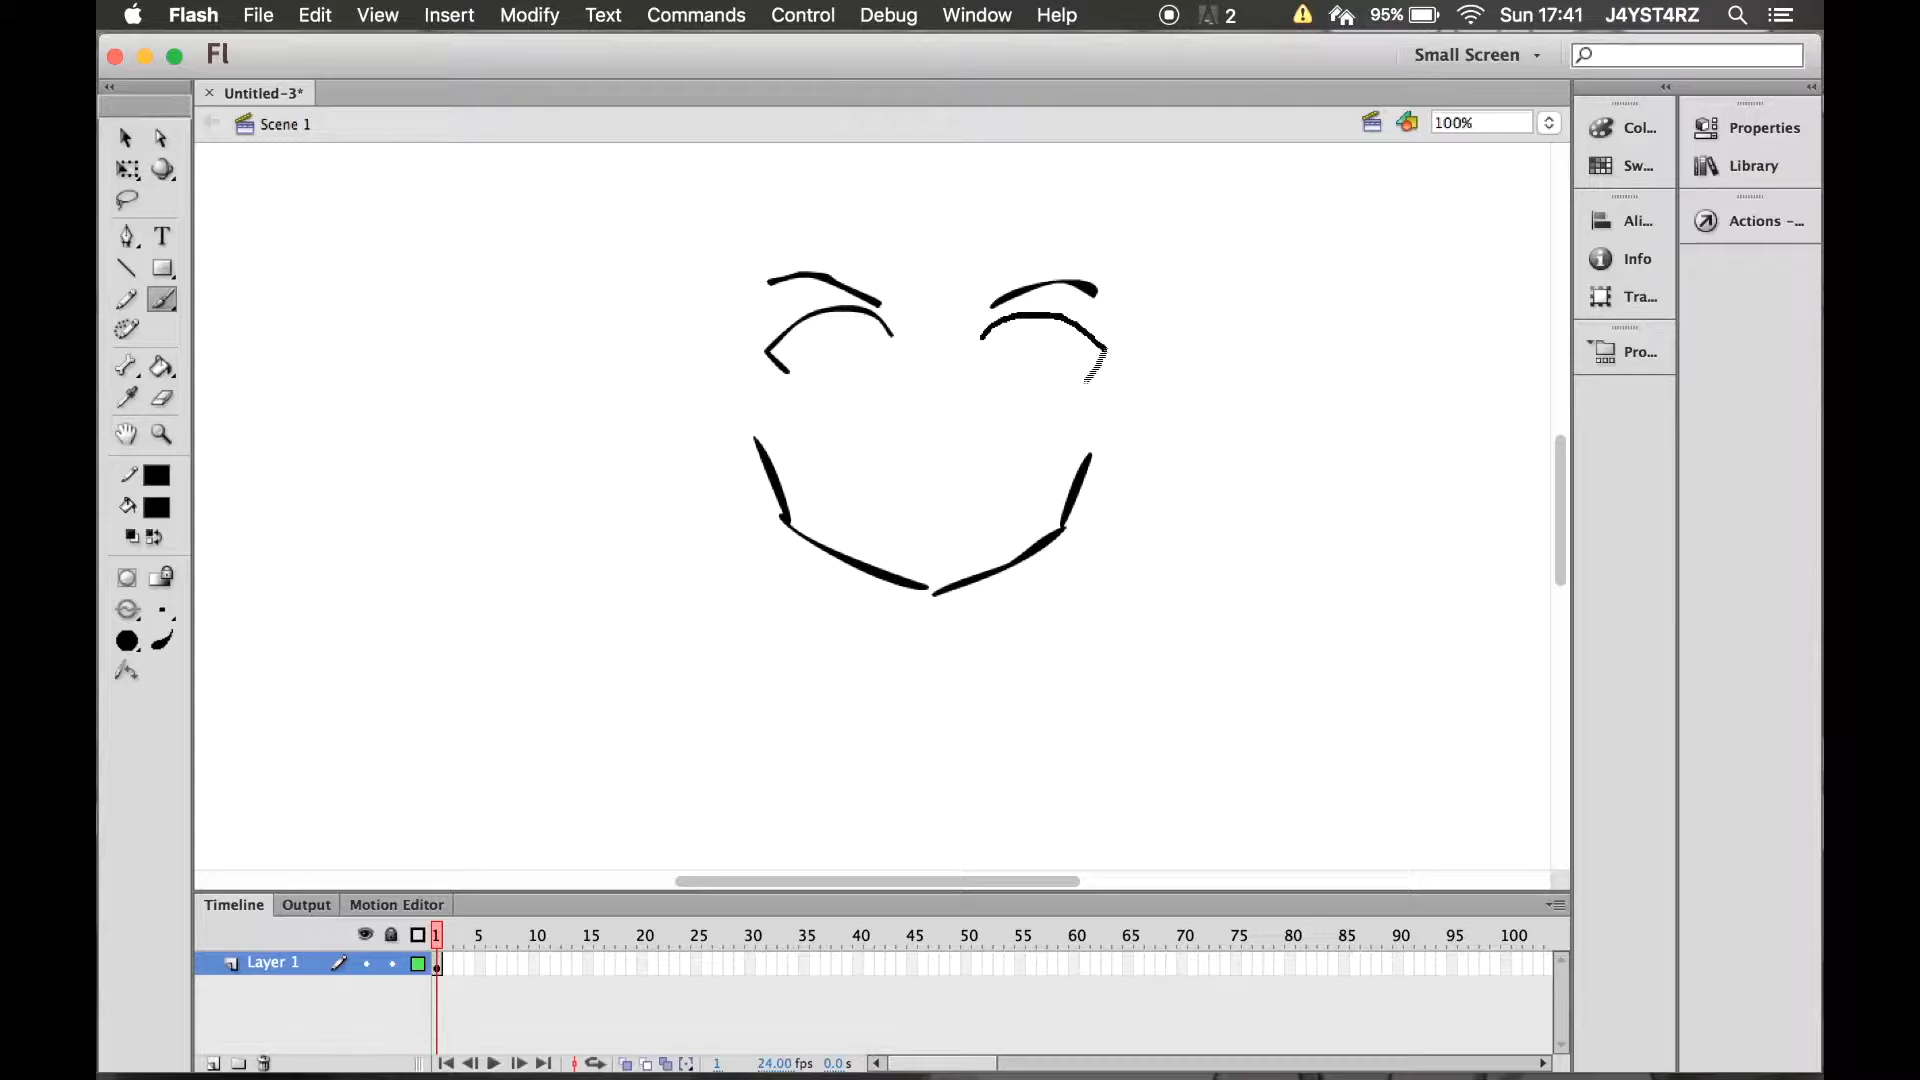 Flash File Edit View Insert Modify Text Commands Control Debug Window Help 2 95% Sun 17:41 J4YST4RZ
Fl Small Screen
Untitled-3*
Scene 1 100%
Col...
Sw...
Ali...
Info
Tra...
Pro...
Properties
Library
Actions -...
T
Timeline Output Motion Editor
1 5 10 15 20 25 30 35 40 45 50 55 60 65 70 75 80 85 90 95 100
Layer 1
1 24.00 fps 0.0 s